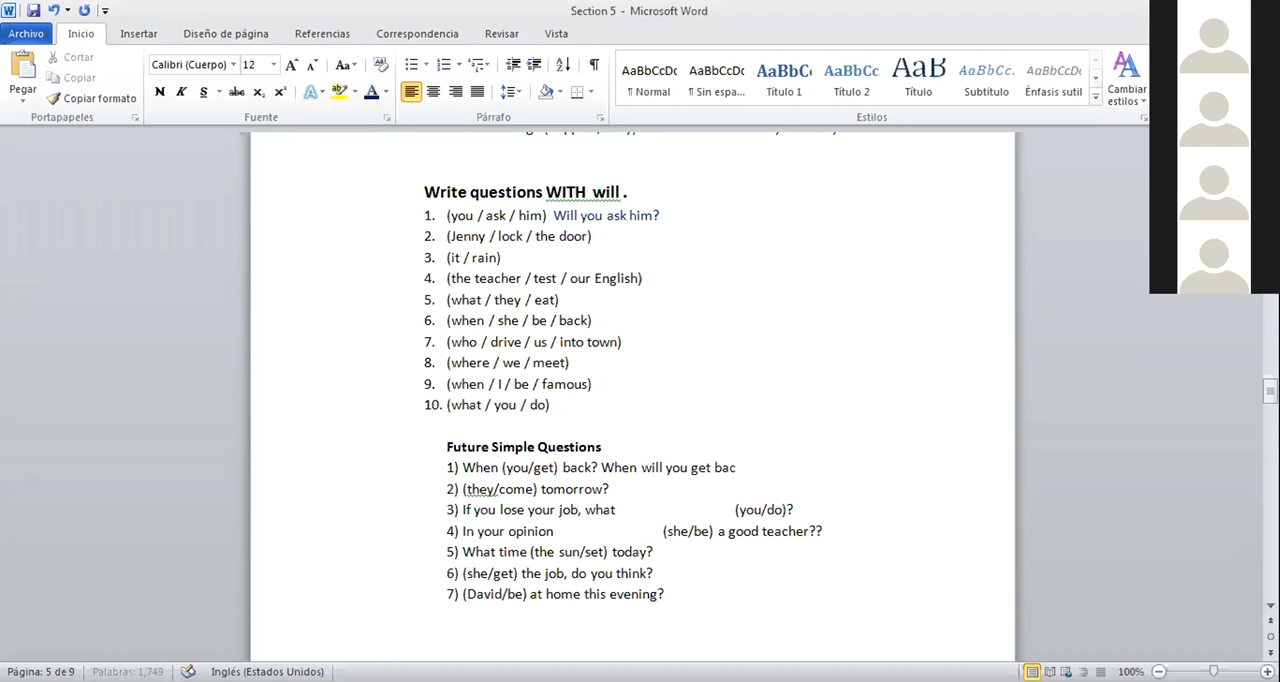 Section 5 - Microsoft Word
Archivo Inicio Insertar Diseño de página Referencias Correspondencia Revisar Vista
Cortar
Copiar
Copiar formato
Pegar
Portapapeles
Calibri (Cuerpo) 12
N K S abc x₂ x²
Fuente
Párrafo
AaBbCcDc AaBbCcDc AaBbCc AaBbCc AaB AaBbCc. AaBbCcDc
¶ Normal ¶ Sin espa... Título 1 Título 2 Título Subtítulo Énfasis sutil
Cambiar estilos
Estilos
Write questions WITH will .
1. (you / ask / him) Will you ask him?
2. (Jenny / lock / the door)
3. (it / rain)
4. (the teacher / test / our English)
5. (what / they / eat)
6. (when / she / be / back)
7. (who / drive / us / into town)
8. (where / we / meet)
9. (when / I / be / famous)
10. (what / you / do)
Future Simple Questions
1) When (you/get) back? When will you get bac
2) (they/come) tomorrow?
3) If you lose your job, what (you/do)?
4) In your opinion (she/be) a good teacher??
5) What time (the sun/set) today?
6) (she/get) the job, do you think?
7) (David/be) at home this evening?
Página: 5 de 9 Palabras: 1,749 Inglés (Estados Unidos) 100%